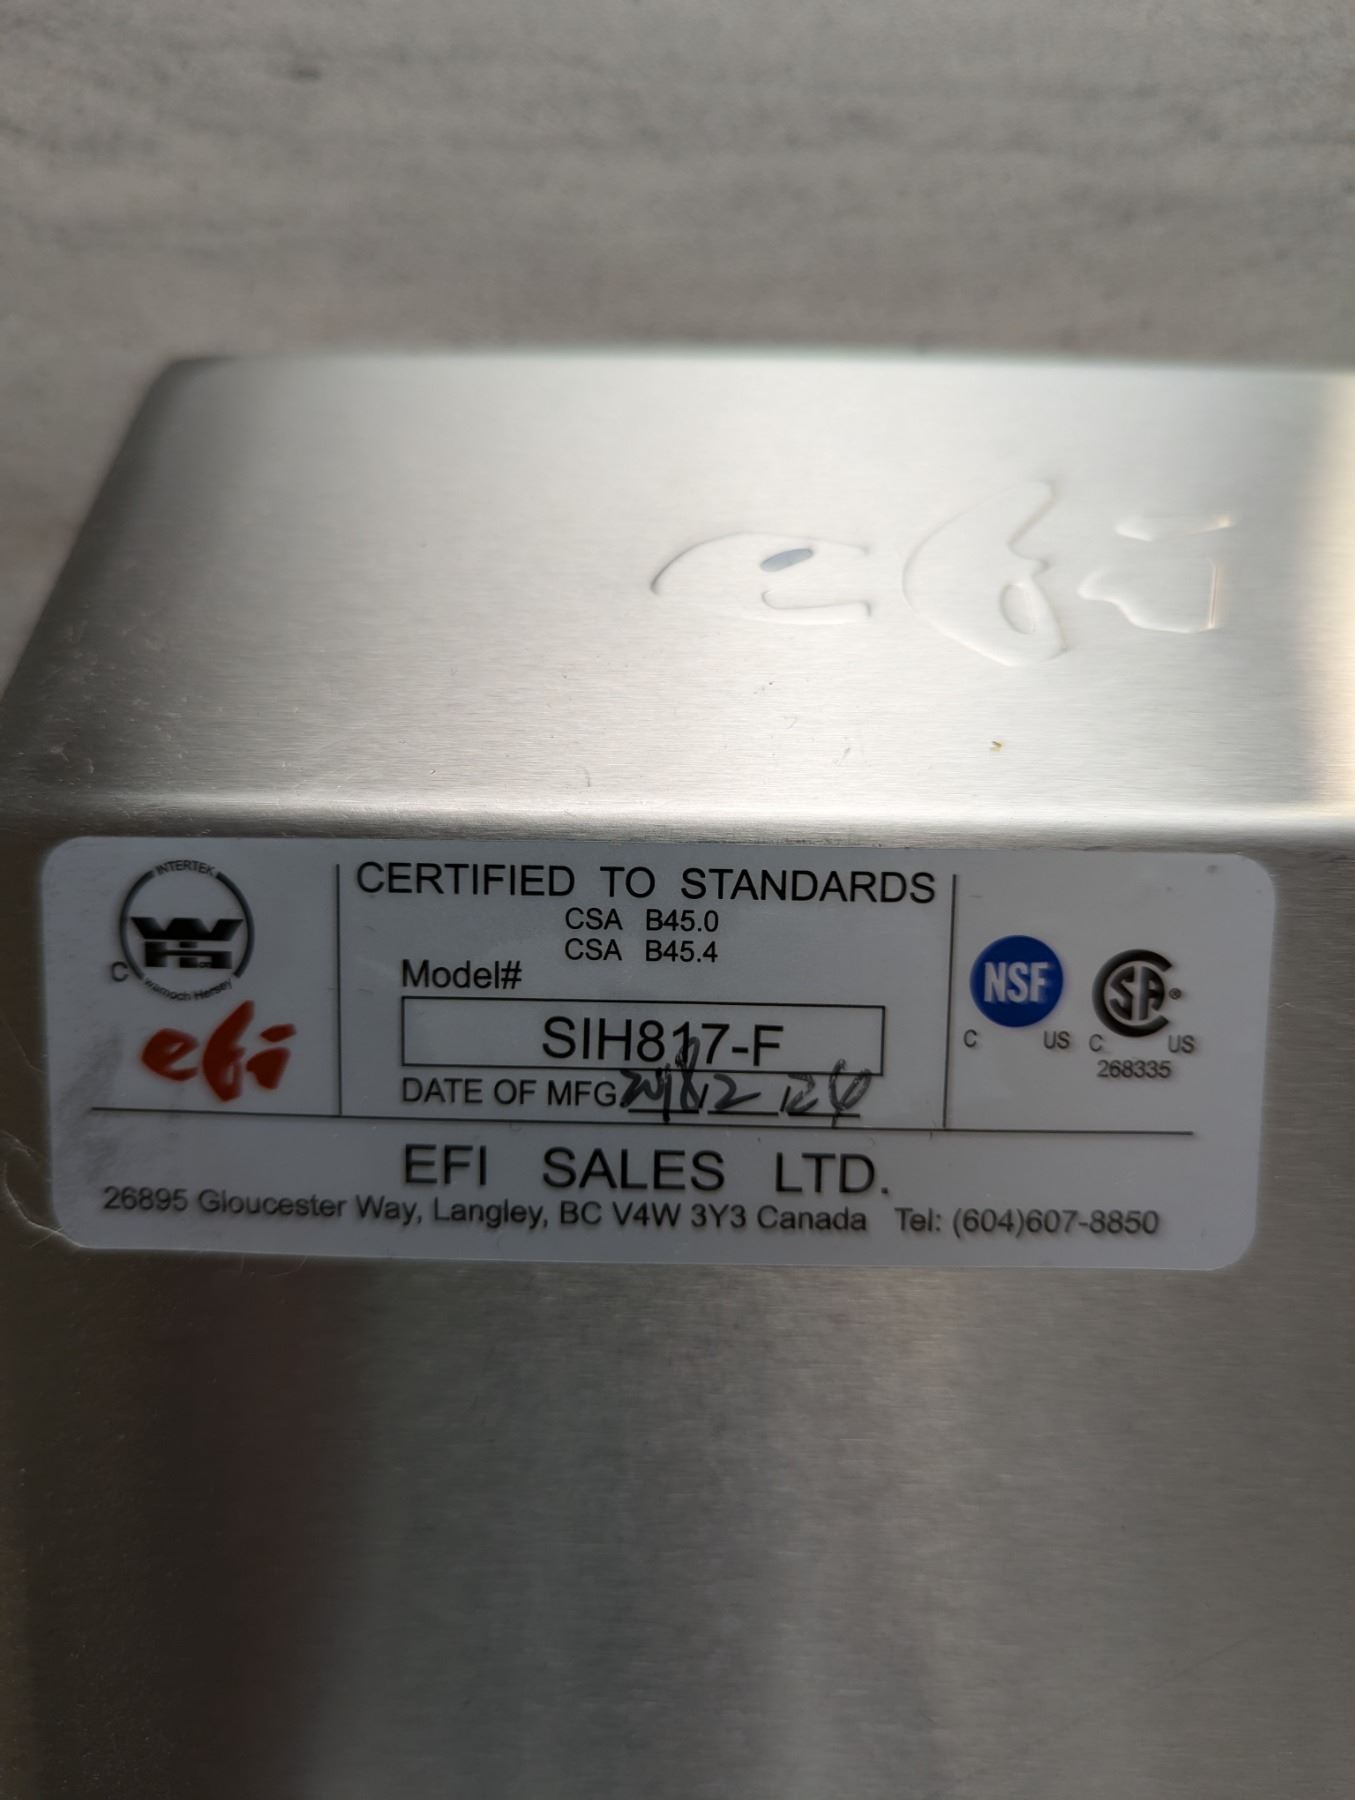 efi
INTERTEK
W H
C
Warnock Hersey
efi
CERTIFIED TO STANDARDS
CSA B45.0
CSA B45.4
Model#
SIH817-F
DATE OF MFG
NSF
C US
SA®
C US
268335
EFI SALES LTD.
26895 Gloucester Way, Langley, BC V4W 3Y3 Canada Tel: (604)607-8850